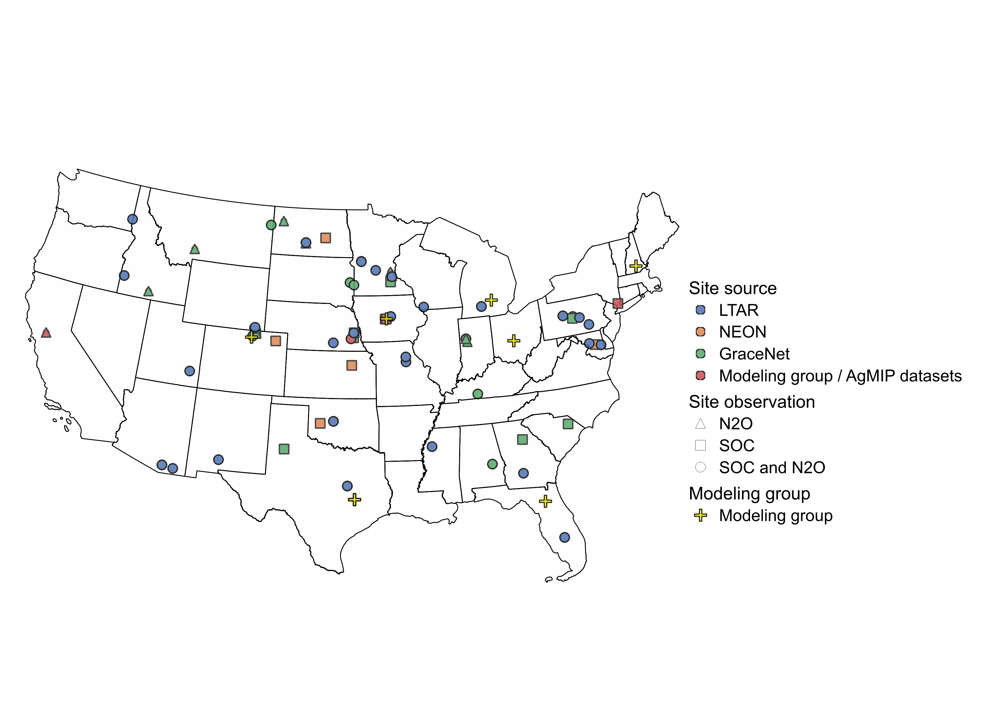 Site source
LTAR
NEON
GraceNet
Modeling group / AgMIP datasets
Site observation
N2O
SOC
SOC and N2O
Modeling group
Modeling group